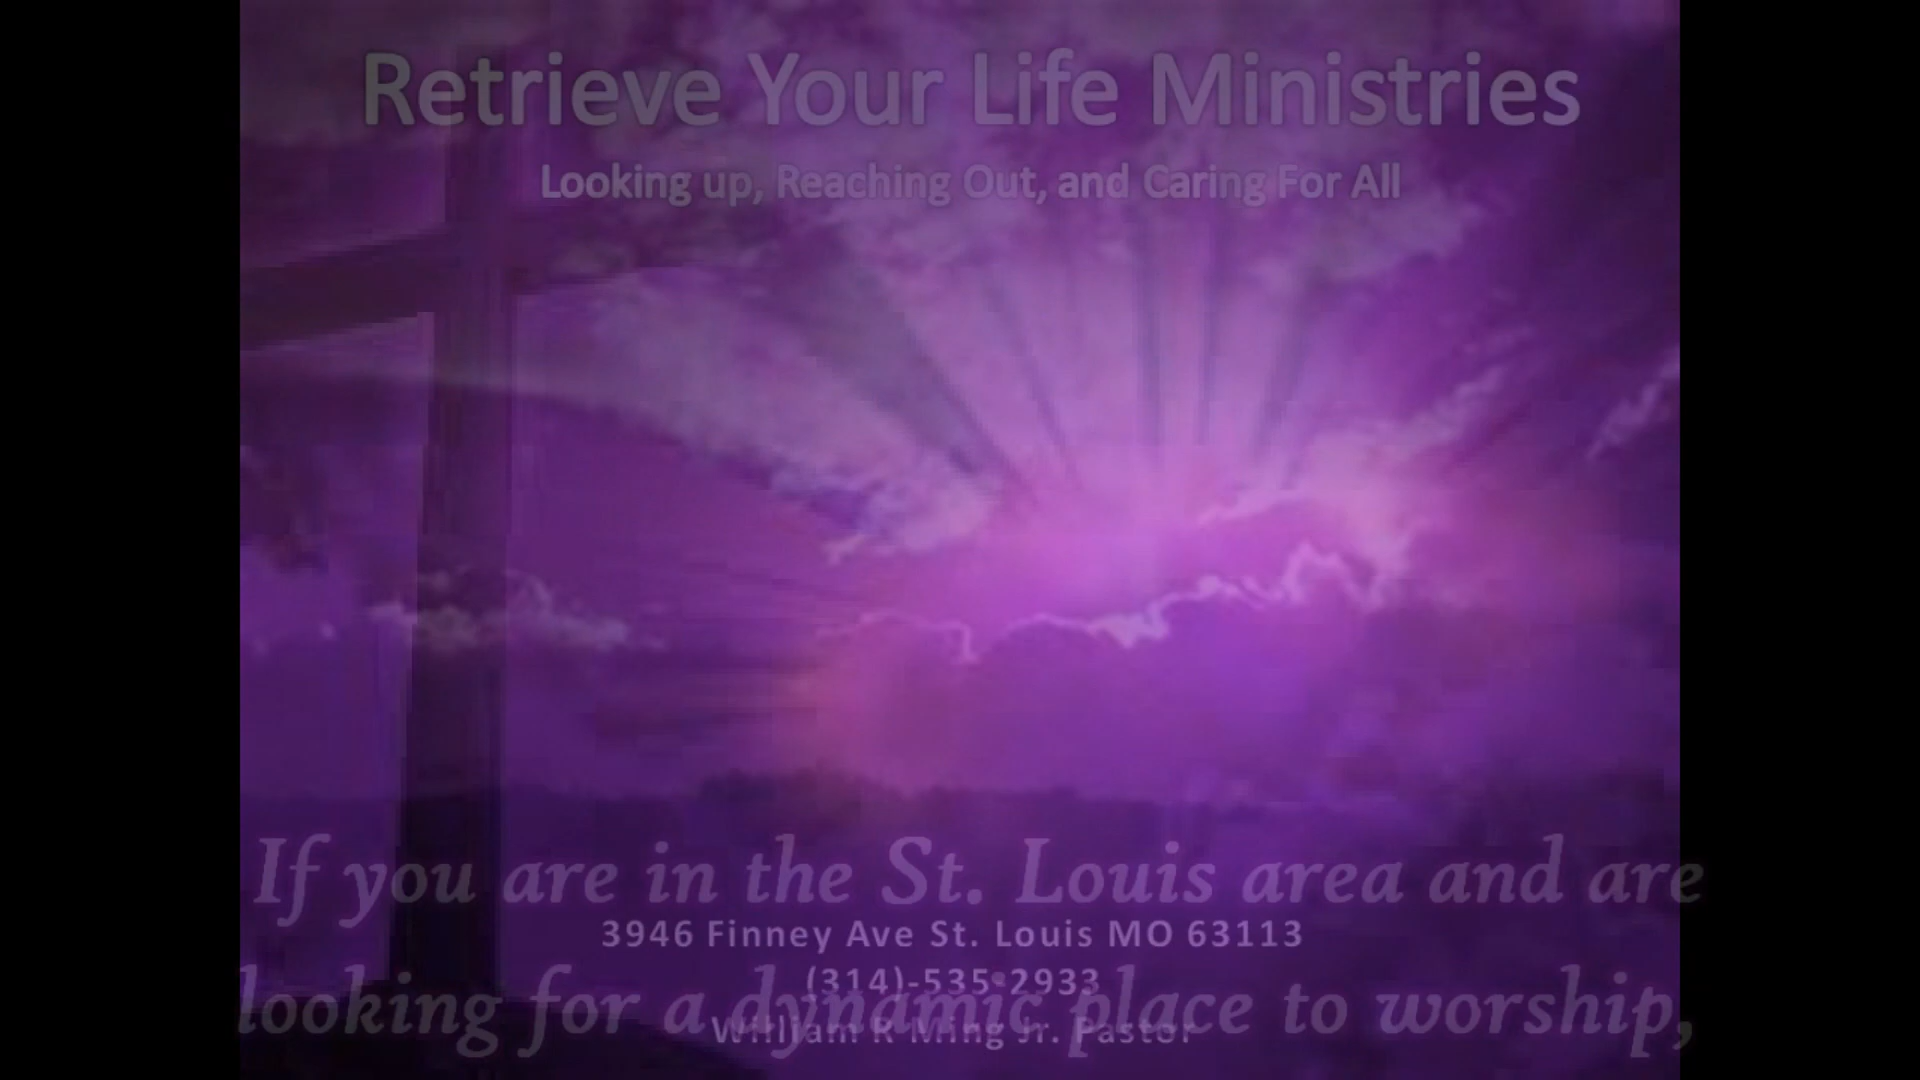 Retrieve Your Life Ministries
Looking up, Reaching Out, and Caring For All
If you are in the St. Louis area and are
3946 Finney Ave St. Louis MO 63113
(314)-535-2933
looking for a dynamic place to worship,
William R Ming Jr. Pastor